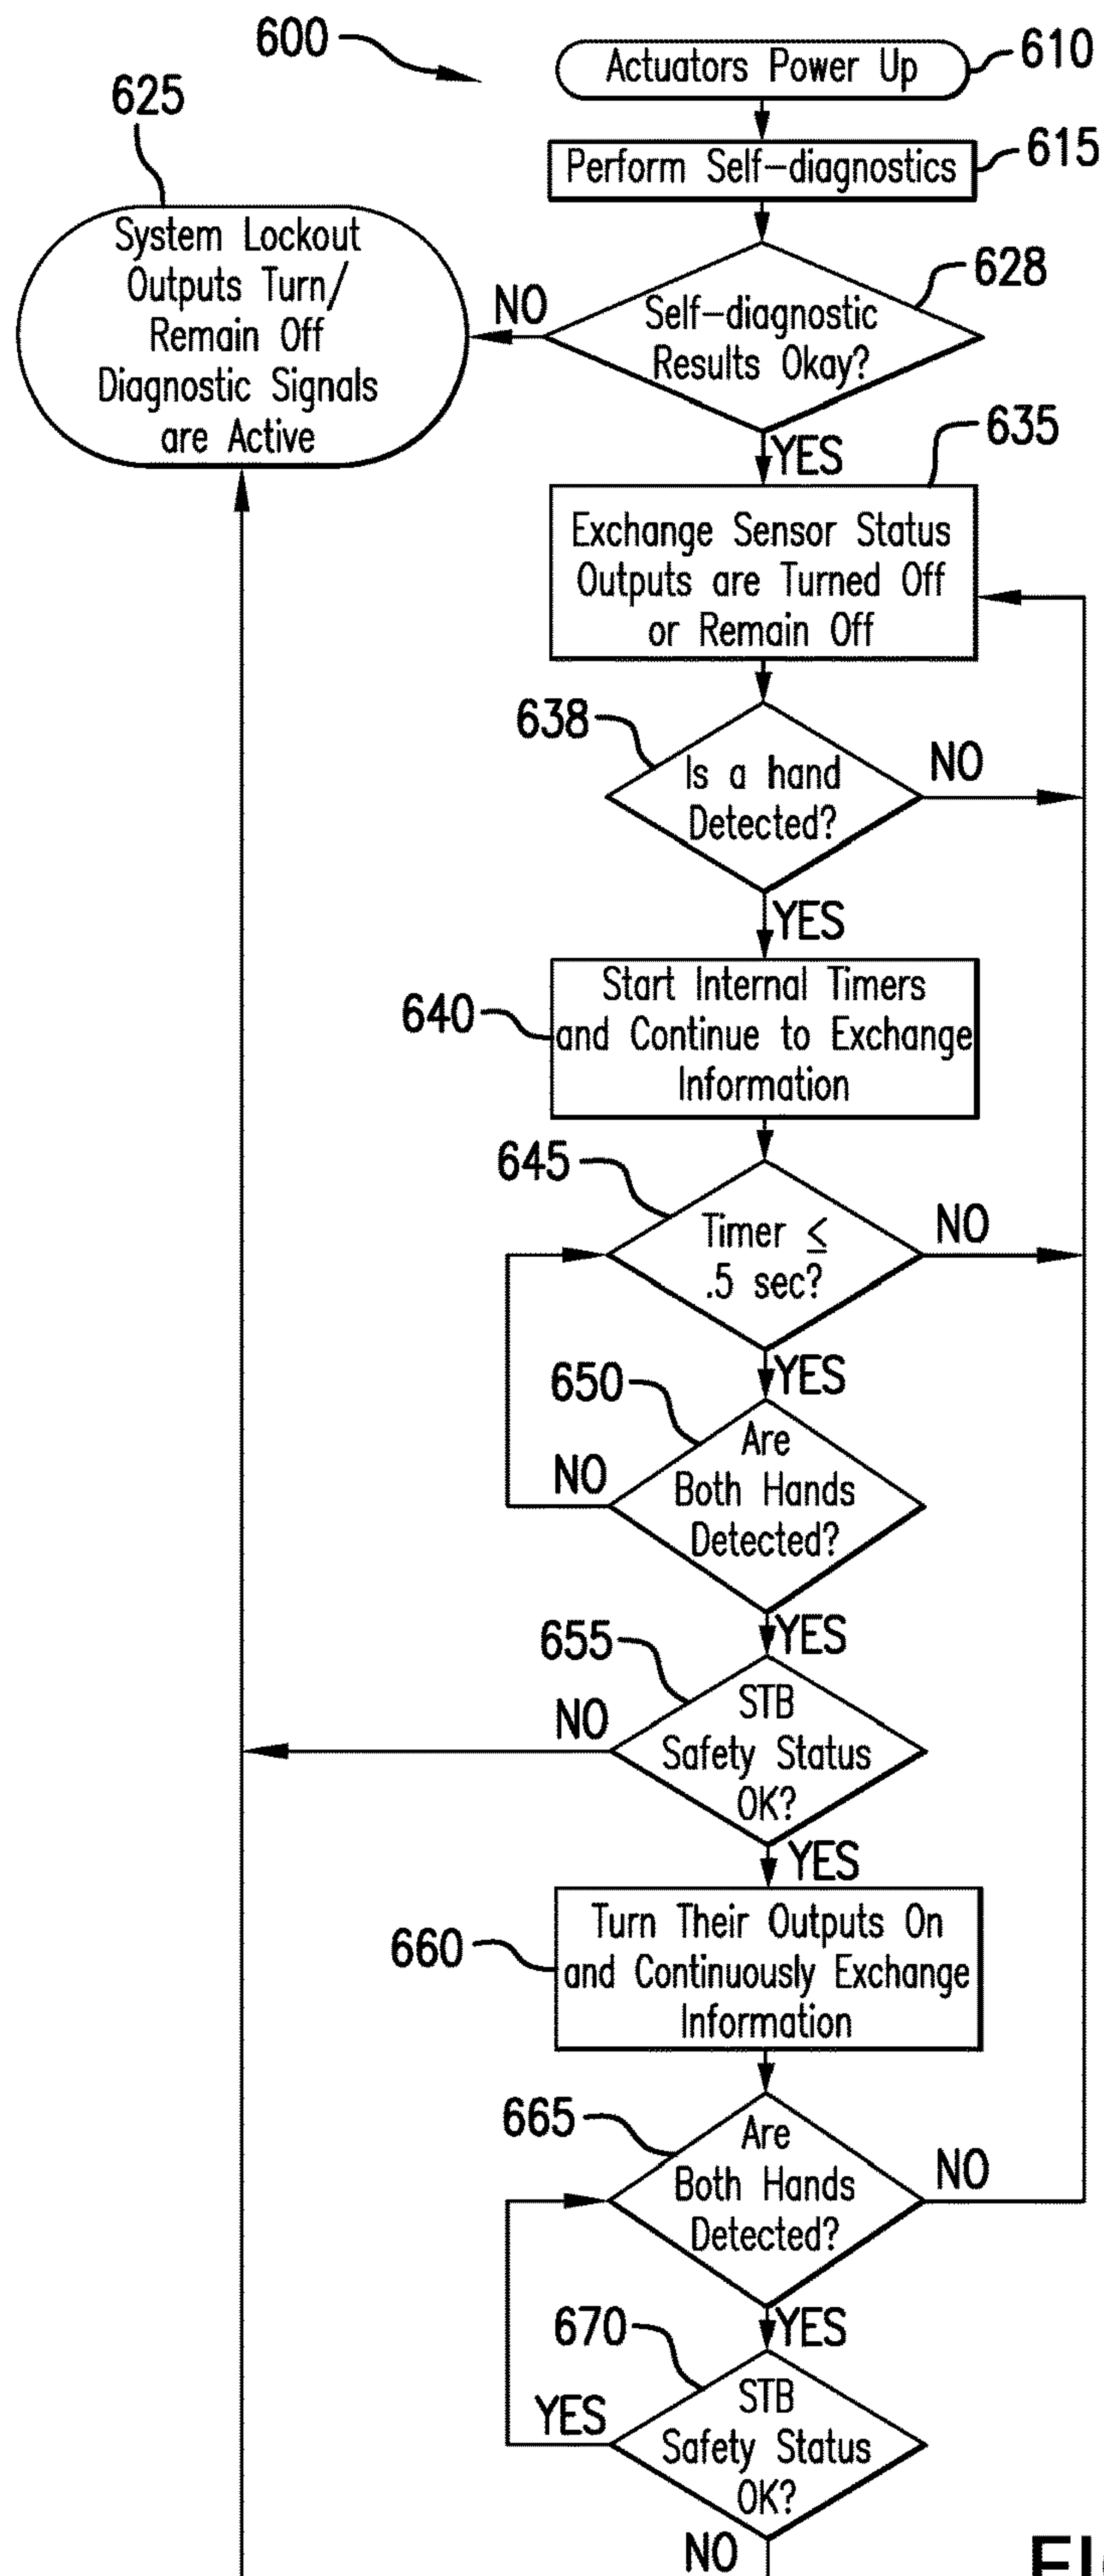 600
Actuators Power Up
610
625
Perform Self-diagnostics
615
System Lockout
Outputs Turn/
Remain Off
Diagnostic Signals
are Active
NO
628
Self-diagnostic
Results Okay?
YES
635
Exchange Sensor Status
Outputs are Turned Off
or Remain Off
638
Is a hand
Detected?
NO
YES
640
Start Internal Timers
and Continue to Exchange
Information
645
Timer ≤
.5 sec?
NO
YES
650
Are
Both Hands
Detected?
NO
YES
655
STB
Safety Status
OK?
NO
YES
660
Turn Their Outputs On
and Continuously Exchange
Information
665
Are
Both Hands
Detected?
NO
YES
670
STB
Safety Status
OK?
YES
NO